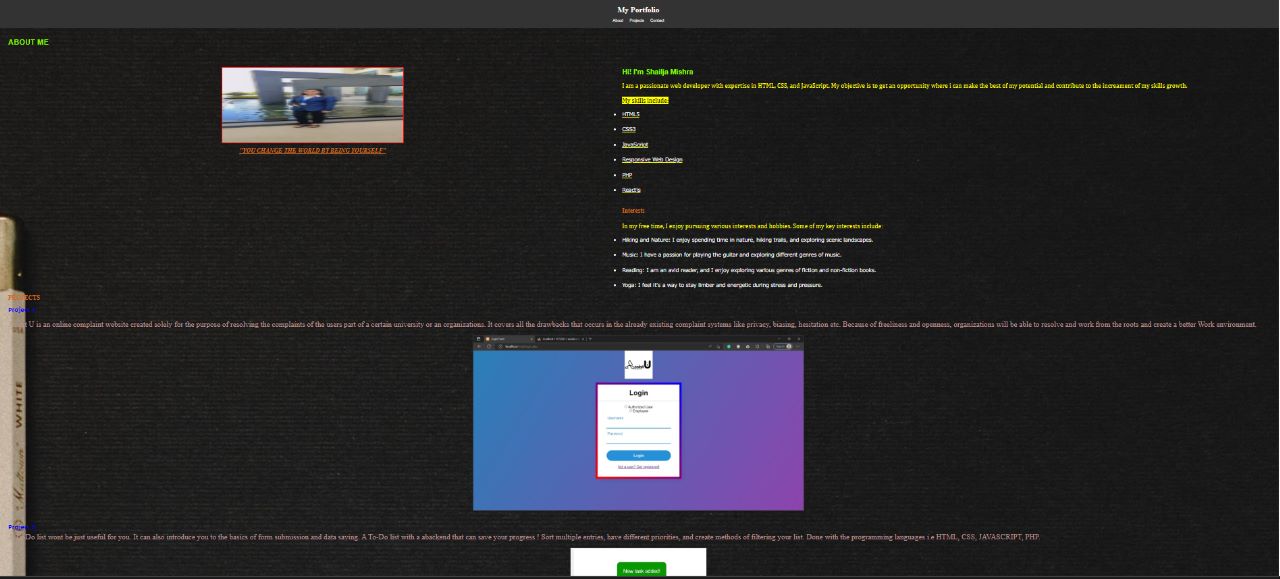 My Portfolio
About Projects Contact
ABOUT ME
Hi! I'm Shailja Mishra
I am a passionate web developer with expertise in HTML, CSS, and JavaScript. My objective is to get an opportunity where i can make the best of my potential and contribute to the increament of my skills growth.
My skills include:
HTML5
CSS3
JavaScript
Responsive Web Design
PHP
ReactJs
"YOU CHANGE THE WORLD BY BEING YOURSELF"
Interests
In my free time, I enjoy pursuing various interests and hobbies. Some of my key interests include:
Hiking and Nature: I enjoy spending time in nature, hiking trails, and exploring scenic landscapes.
Music: I have a passion for playing the guitar and exploring different genres of music.
Reading: I am an avid reader, and I enjoy exploring various genres of fiction and non-fiction books.
Yoga: I feel it's a way to stay limber and energetic during stress and pressure.
PROJECTS
Project
U is an online complaint website created solely for the purpose of resolving the complaints of the users part of a certain university or an organizations. It covers all the drawbacks that occurs in the already existing complaint systems like privacy, biasing, hesitation etc. Because of freeliness and openness, organizations will be able to resolve and work from the roots and create a better Work environment.
Login
Authorized User
Employee
Username
Password
Login
Not a user? Get registered!
WHITE
Project
Do list wont be just useful for you. It can also introduce you to the basics of form submission and data saving. A To-Do list with a abackend that can save your progress ! Sort multiple entries, have different priorities, and create methods of filtering your list. Done with the programming languages i.e HTML, CSS, JAVASCRIPT, PHP.
New task added!